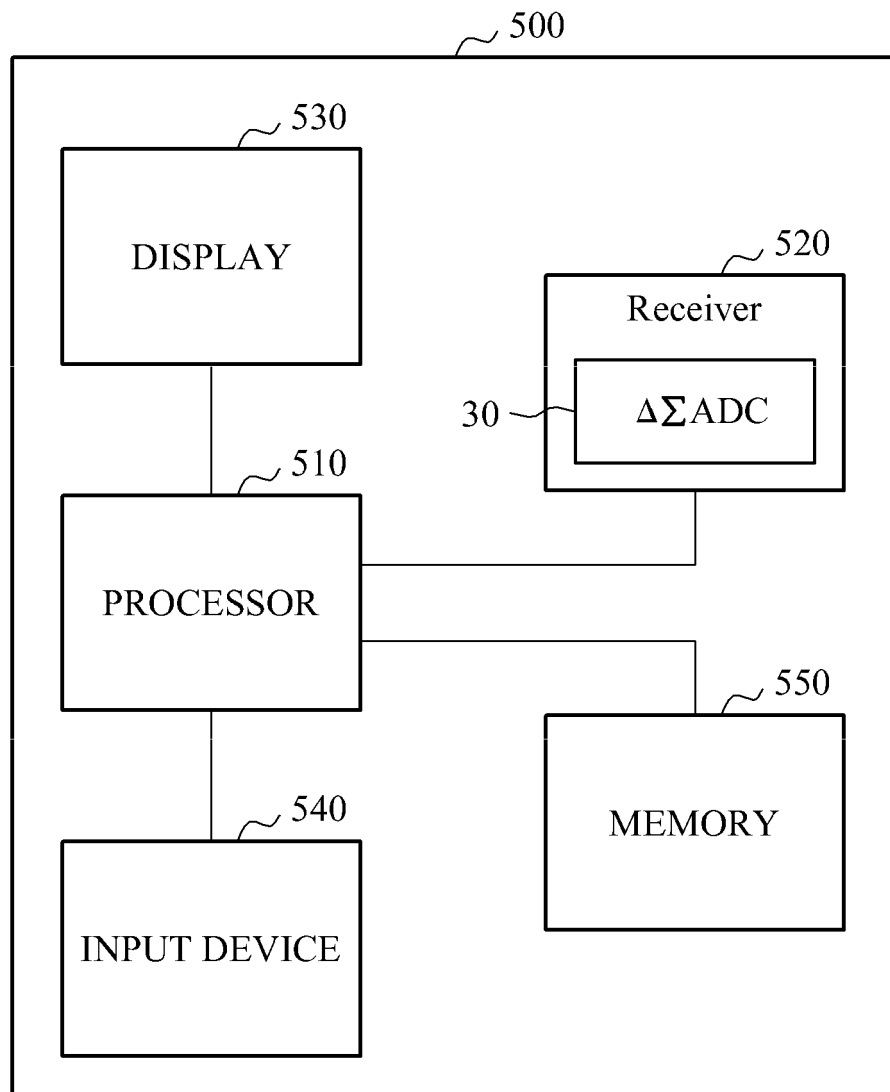 500
530
DISPLAY
520
Receiver
30
ΔΣADC
510
PROCESSOR
550
MEMORY
540
INPUT DEVICE